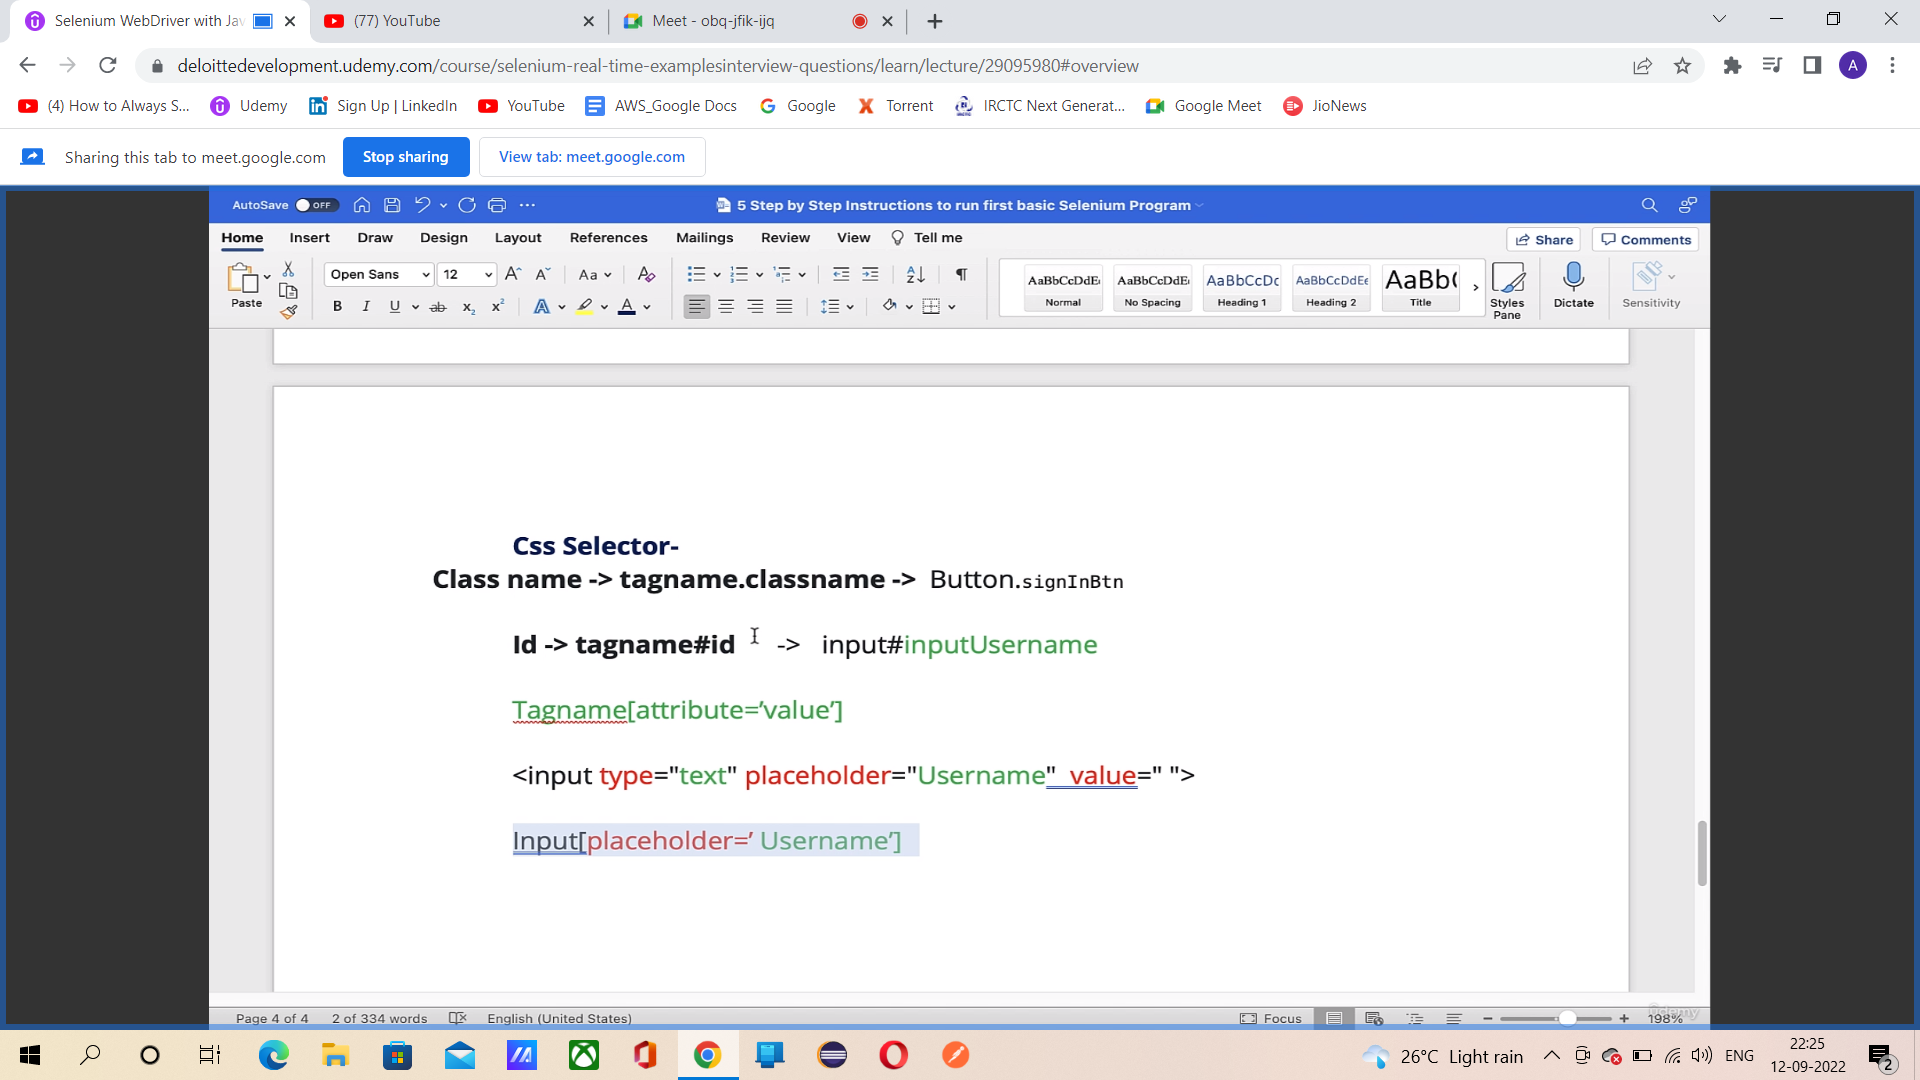 Selenium WebDriver with Jav
(77) YouTube
Meet - obq-jfik-ijq
deloittedevelopment.udemy.com/course/selenium-real-time-examplesinterview-questions/learn/lecture/29095980#overview
A
(4) How to Always S...
Udemy
Sign Up | LinkedIn
YouTube
AWS_Google Docs
Google
Torrent
IRCTC Next Generat...
Google Meet
JioNews
Sharing this tab to meet.google.com
Stop sharing
View tab: meet.google.com
AutoSave OFF
5 Step by Step Instructions to run first basic Selenium Program
Home Insert Draw Design Layout References Mailings Review View Tell me
Share
Comments
Paste
Open Sans
12
Aa
AaBbCcDdEe
Normal
AaBbCcDdEe
No Spacing
AaBbCcDc
Heading 1
AaBbCcDdEe
Heading 2
AaBb(
Title
Styles
Pane
Dictate
Sensitivity
Css Selector-
Class name -> tagname.classname -> Button.signInBtn
Id -> tagname#id -> input#inputUsername
Tagname[attribute=’value’]
<input type="text" placeholder="Username" value=" ">
Input[placeholder=’ Username’]
Page 4 of 4
2 of 334 words
English (United States)
Focus
198%
Udemy
26°C Light rain
ENG
22:25
12-09-2022
2